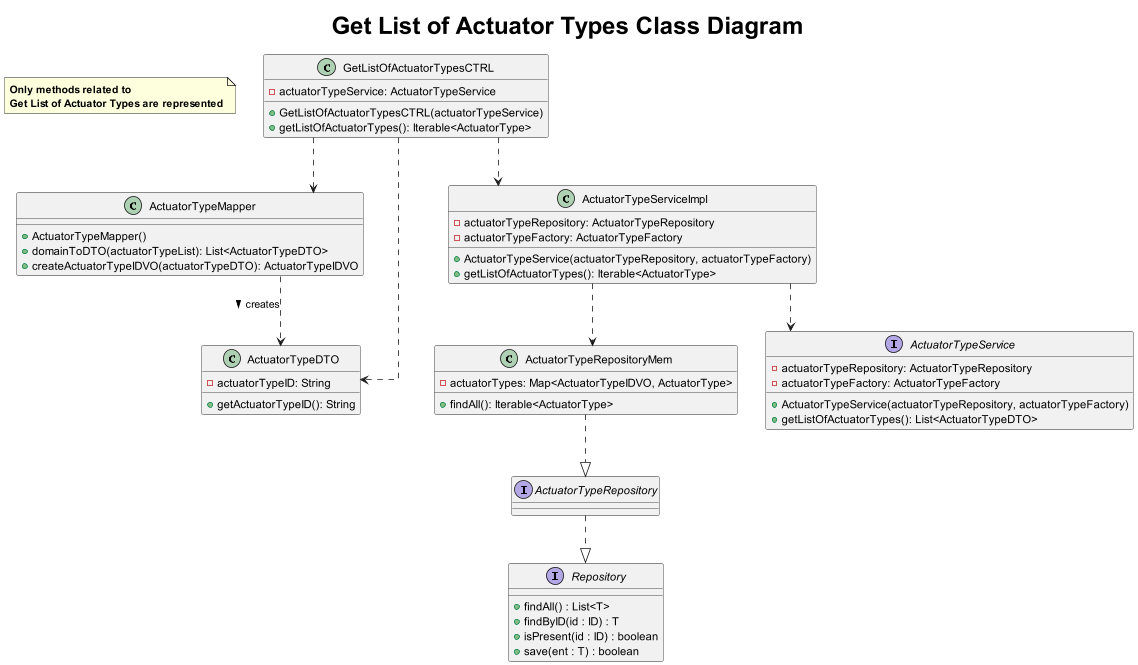 Get List of Actuator Types Class Diagram
Only methods related to
Get List of Actuator Types are represented
C GetListOfActuatorTypesCTRL
actuatorTypeService: ActuatorTypeService
GetListOfActuatorTypesCTRL(actuatorTypeService)
getListOfActuatorTypes(): Iterable<ActuatorType>
C ActuatorTypeMapper
ActuatorTypeMapper()
domainToDTO(actuatorTypeList): List<ActuatorTypeDTO>
createActuatorTypeIDVO(actuatorTypeDTO): ActuatorTypeIDVO
C ActuatorTypeServiceImpl
actuatorTypeRepository: ActuatorTypeRepository
actuatorTypeFactory: ActuatorTypeFactory
ActuatorTypeService(actuatorTypeRepository, actuatorTypeFactory)
getListOfActuatorTypes(): Iterable<ActuatorType>
creates
C ActuatorTypeDTO
actuatorTypeID: String
getActuatorTypeID(): String
C ActuatorTypeRepositoryMem
actuatorTypes: Map<ActuatorTypeIDVO, ActuatorType>
findAll(): Iterable<ActuatorType>
I ActuatorTypeService
actuatorTypeRepository: ActuatorTypeRepository
actuatorTypeFactory: ActuatorTypeFactory
ActuatorTypeService(actuatorTypeRepository, actuatorTypeFactory)
getListOfActuatorTypes(): List<ActuatorTypeDTO>
I ActuatorTypeRepository
I Repository
findAll() : List<T>
findByID(id : ID) : T
isPresent(id : ID) : boolean
save(ent : T) : boolean